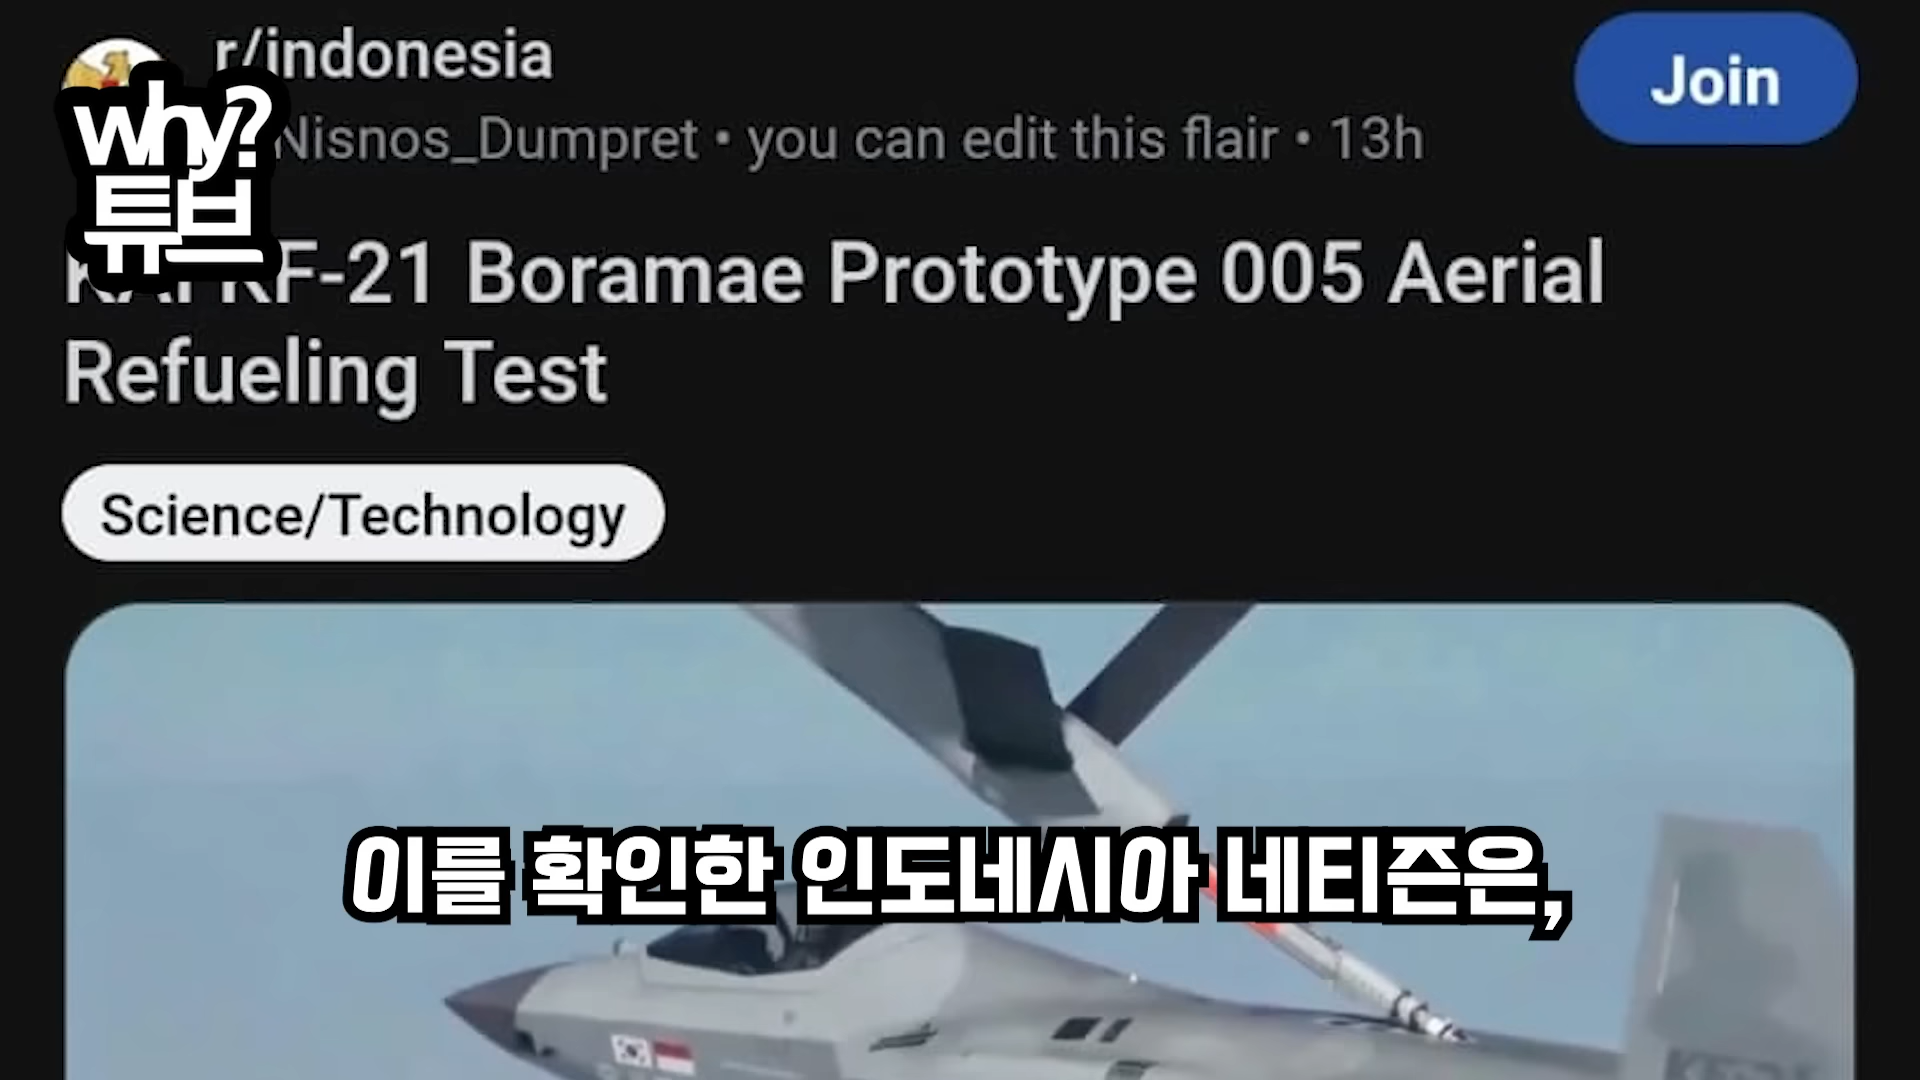 r/indonesia
Join
why?
튜브
Nisnos_Dumpret • you can edit this flair • 13h
KF-21 Boramae Prototype 005 Aerial
Refueling Test
Science/Technology
이를 확인한 인도네시아 네티즌은,